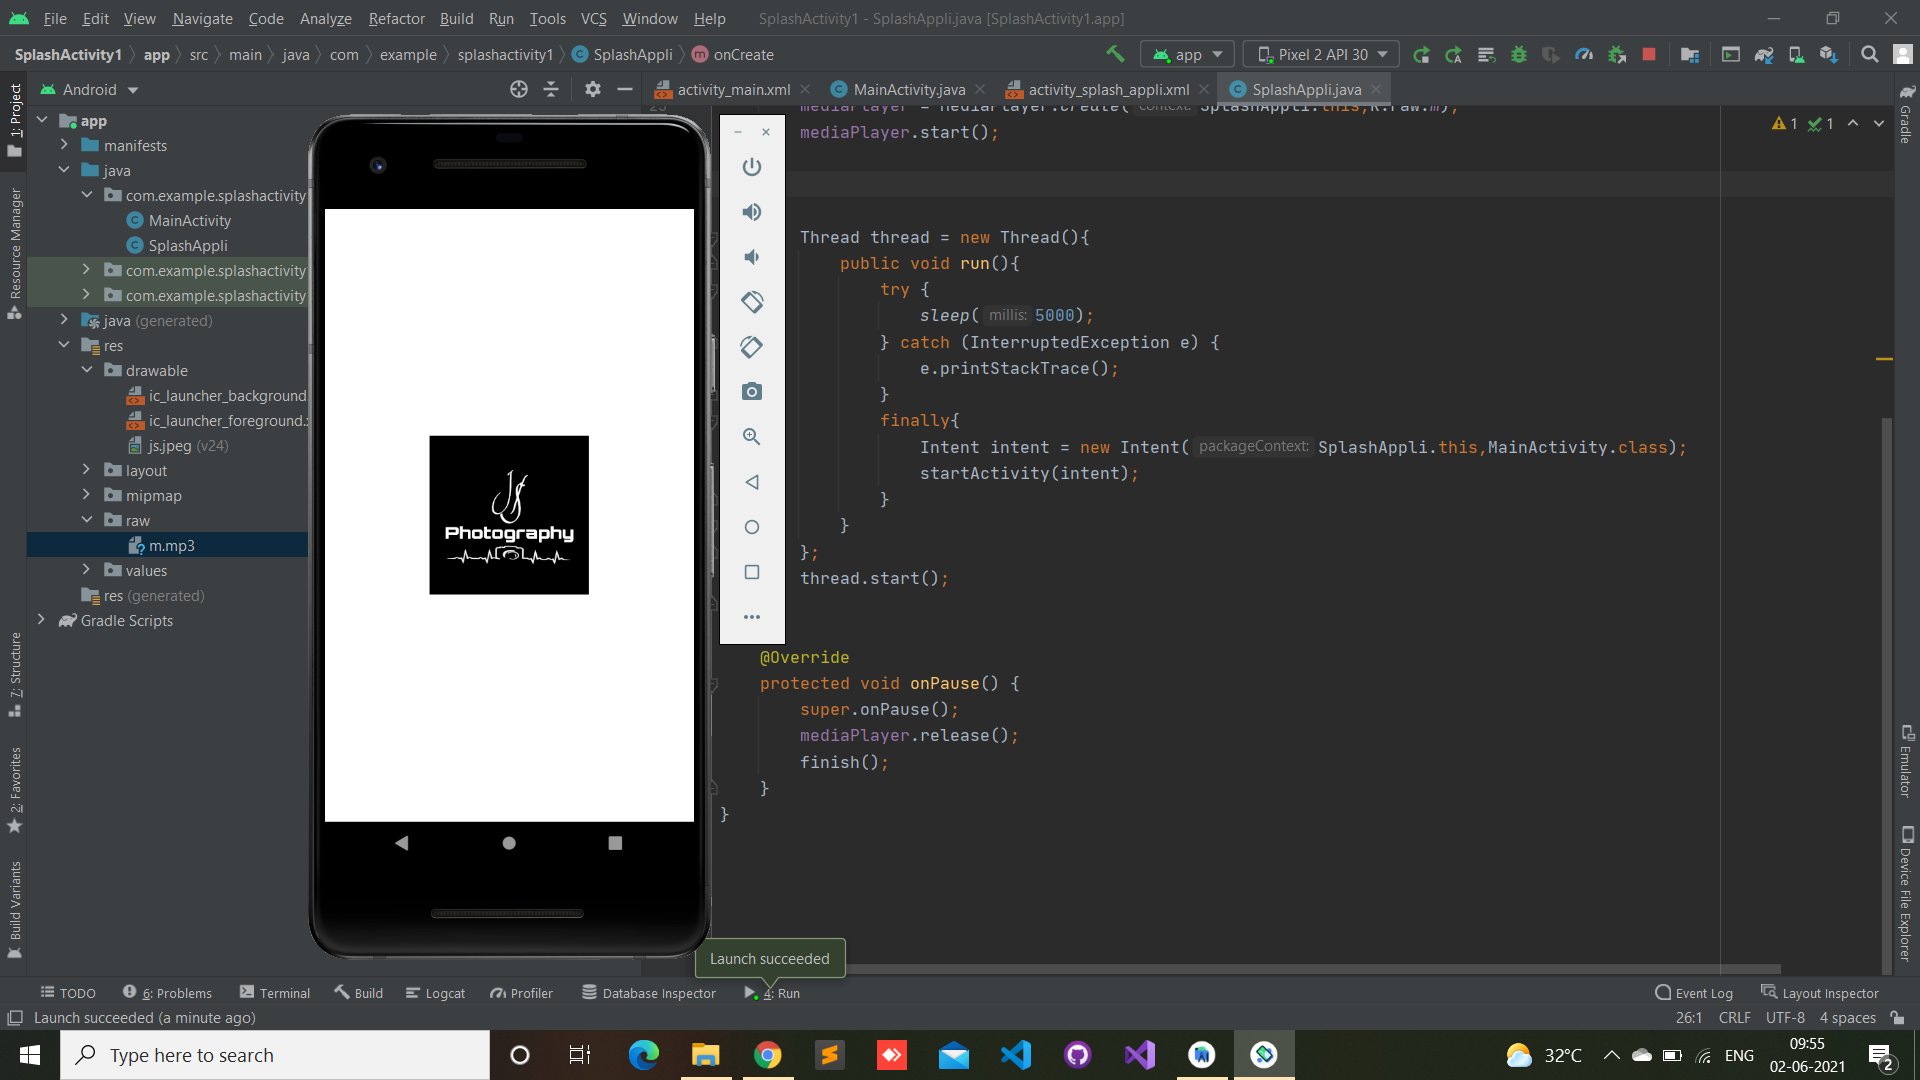 File Edit View Navigate Code Analyze Refactor Build Run Tools VCS Window Help SplashActivity1 - SplashAppli.java [SplashActivity1.app]
SplashActivity1 app src main java com example splashactivity1 SplashAppli onCreate app Pixel 2 API 30
Android activity_main.xml MainActivity.java activity_splash_appli.xml SplashAppli.java
1: Project
Resource Manager
7: Structure
2: Favorites
Build Variants
app
manifests
java
com.example.splashactivity
MainActivity
SplashAppli
com.example.splashactivity
com.example.splashactivity
java (generated)
res
drawable
ic_launcher_background
ic_launcher_foreground.
js.jpeg (v24)
layout
mipmap
raw
m.mp3
values
res (generated)
Gradle Scripts
Js
Photography
mediaPlayer = MediaPlayer.create( context: SplashAppli.this,R.raw.m);
mediaPlayer.start();
1 1
Thread thread = new Thread(){
public void run(){
try {
sleep( millis: 5000);
} catch (InterruptedException e) {
e.printStackTrace();
}
finally{
Intent intent = new Intent( packageContext: SplashAppli.this,MainActivity.class);
startActivity(intent);
}
}
};
thread.start();
@Override
protected void onPause() {
super.onPause();
mediaPlayer.release();
finish();
}
}
Gradle
Emulator
Device File Explorer
Launch succeeded
TODO 6: Problems Terminal Build Logcat Profiler Database Inspector 4: Run Event Log Layout Inspector
Launch succeeded (a minute ago) 26:1 CRLF UTF-8 4 spaces
Type here to search 32°C ENG 09:55
02-06-2021 2